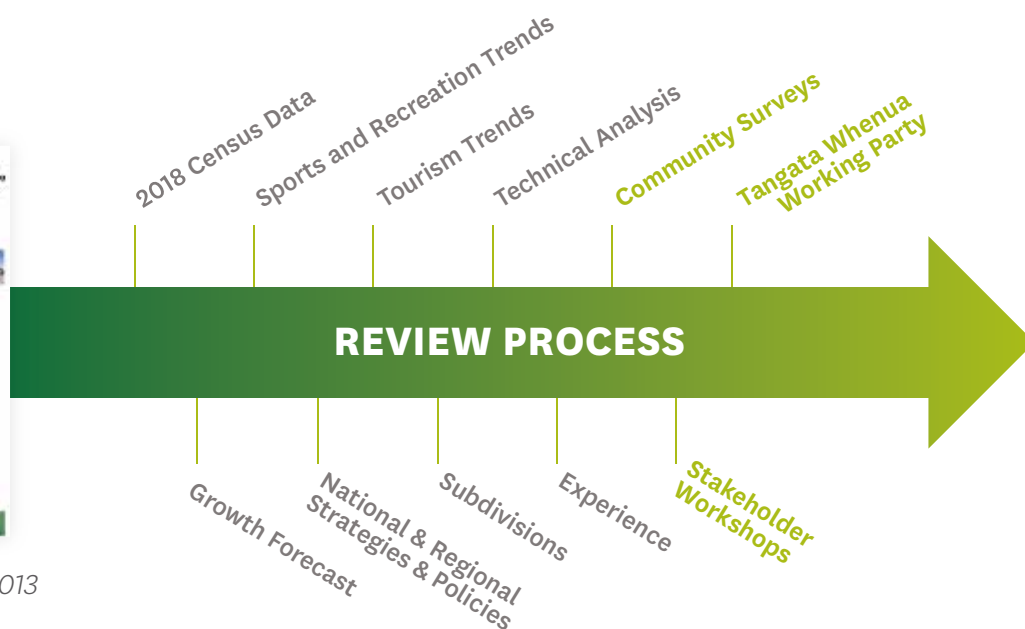 2018 Census Data
Sports and Recreation Trends
Tourism Trends
Technical Analysis
Community Surveys
Tangata Whenua
Working Party
REVIEW PROCESS
Growth Forecast
National & Regional
Strategies & Policies
Subdivisions
Experience
Stakeholder
Workshops